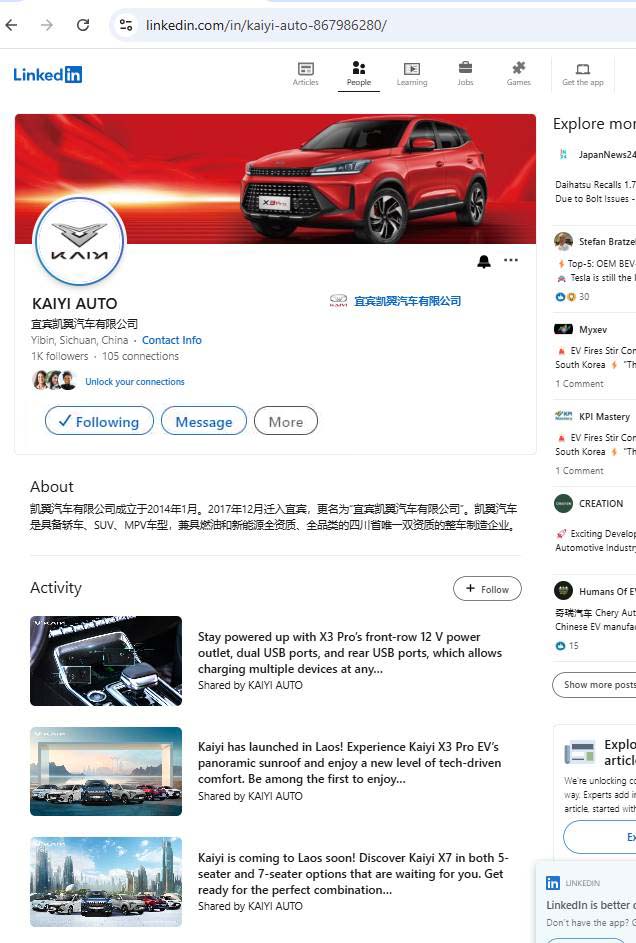 linkedin.com/in/kaiyi-auto-867986280/
LinkedIn
Articles
People
Learning
Jobs
Games
Get the app
X3 Pro
KAIYI
KAIYI AUTO
宜宾凯翼汽车有限公司
KAIYI
宜宾凯翼汽车有限公司
Yibin, Sichuan, China · Contact Info
1K followers · 105 connections
Unlock your connections
Following
Message
More
About
凯翼汽车有限公司成立于2014年1月。2017年12月迁入宜宾，更名为“宜宾凯翼汽车有限公司”。凯翼汽车
是具备轿车、SUV、MPV车型，兼具燃油和新能源全资质、全品类的四川省唯一双资质的整车制造企业。
Activity
+ Follow
Stay powered up with X3 Pro’s front-row 12 V power
outlet, dual USB ports, and rear USB ports, which allows
charging multiple devices at any...
Shared by KAIYI AUTO
Kaiyi has launched in Laos! Experience Kaiyi X3 Pro EV’s
panoramic sunroof and enjoy a new level of tech-driven
comfort. Be among the first to enjoy...
Shared by KAIYI AUTO
Kaiyi is coming to Laos soon! Discover Kaiyi X7 in both 5-
seater and 7-seater options that are waiting for you. Get
ready for the perfect combination...
Shared by KAIYI AUTO
Explore mor
JapanNews24
Daihatsu Recalls 1.7
Due to Bolt Issues -
Stefan Bratzel
Top-5: OEM BEV-
Tesla is still the l
30
Myxev
EV Fires Stir Con
South Korea ⚡ "Th
1 Comment
KPI Mastery
EV Fires Stir Con
South Korea ⚡ "Th
1 Comment
CREATION
Exciting Develop
Automotive Industry
Humans Of EV
奇瑞汽车 Chery Aut
Chinese EV manufac
15
Show more posts
Explo
articl
We're unlocking co
way. Experts add in
article, started with
Ex
LINKEDIN
LinkedIn is better o
Don't have the app? G